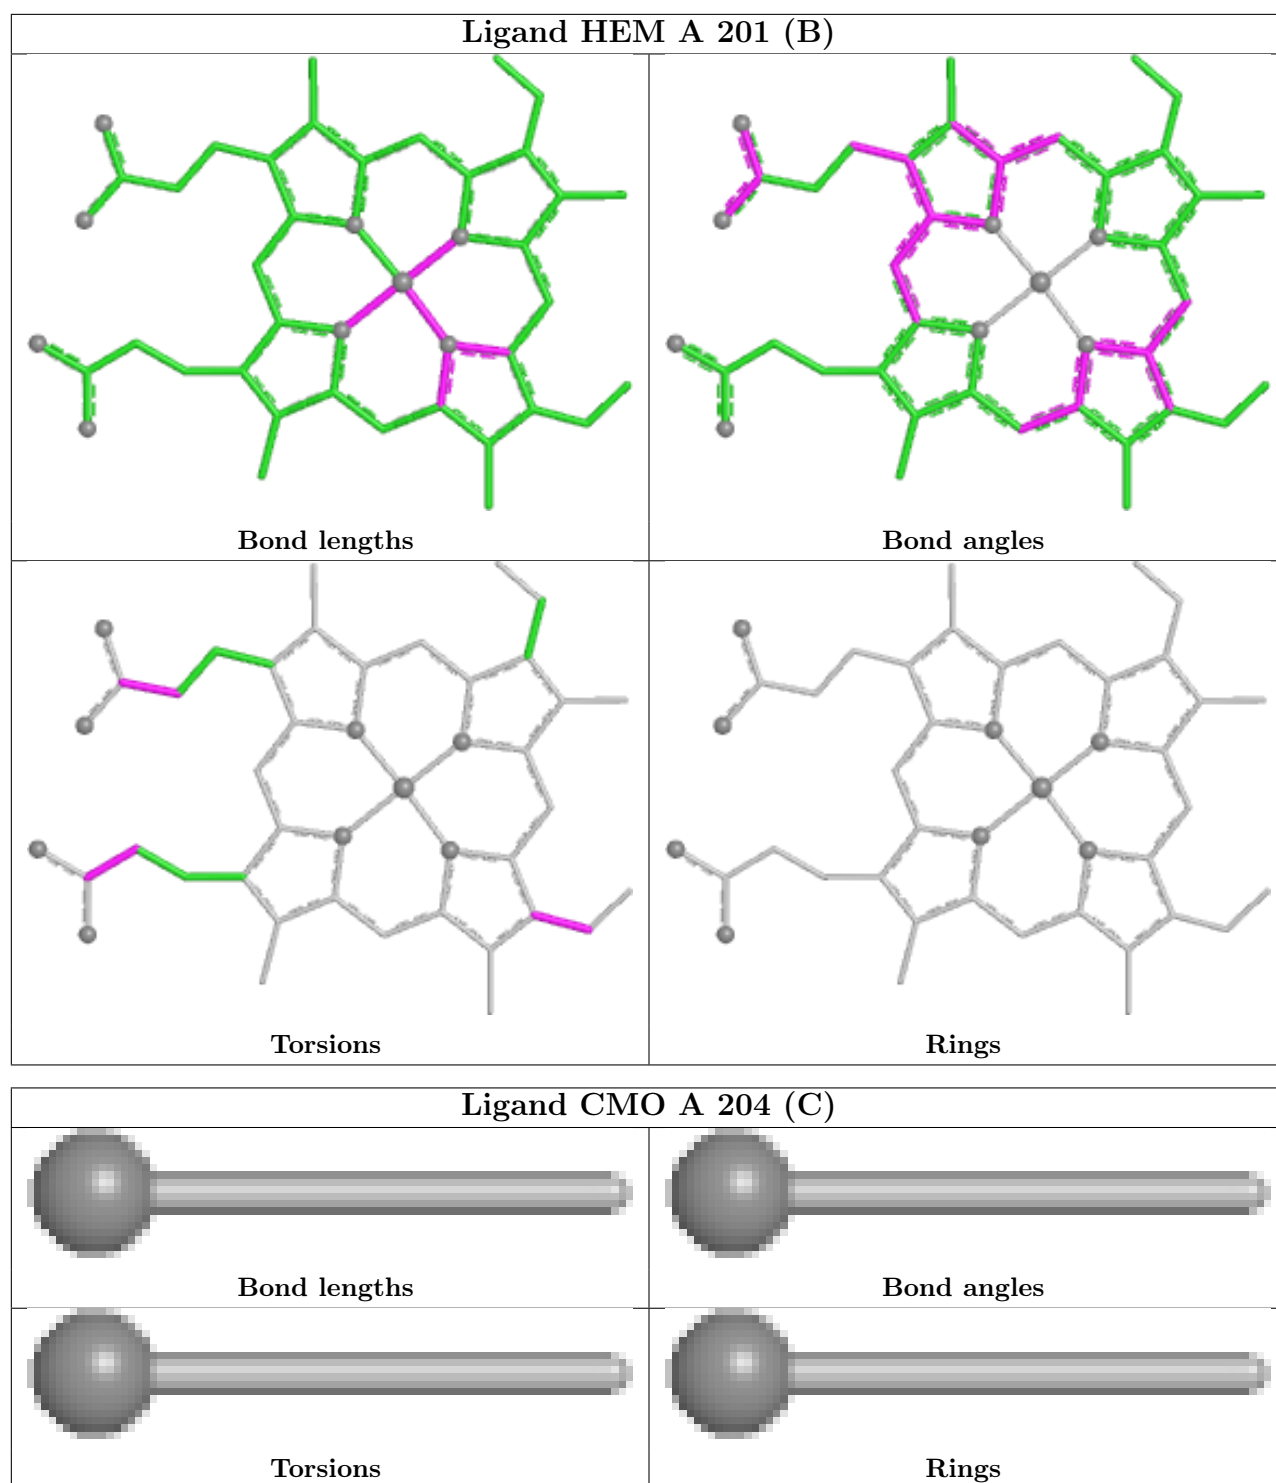 Ligand HEM A 201 (B)
Bond lengths
Bond angles
Torsions
Rings
Ligand CMO A 204 (C)
Bond lengths
Bond angles
Torsions
Rings